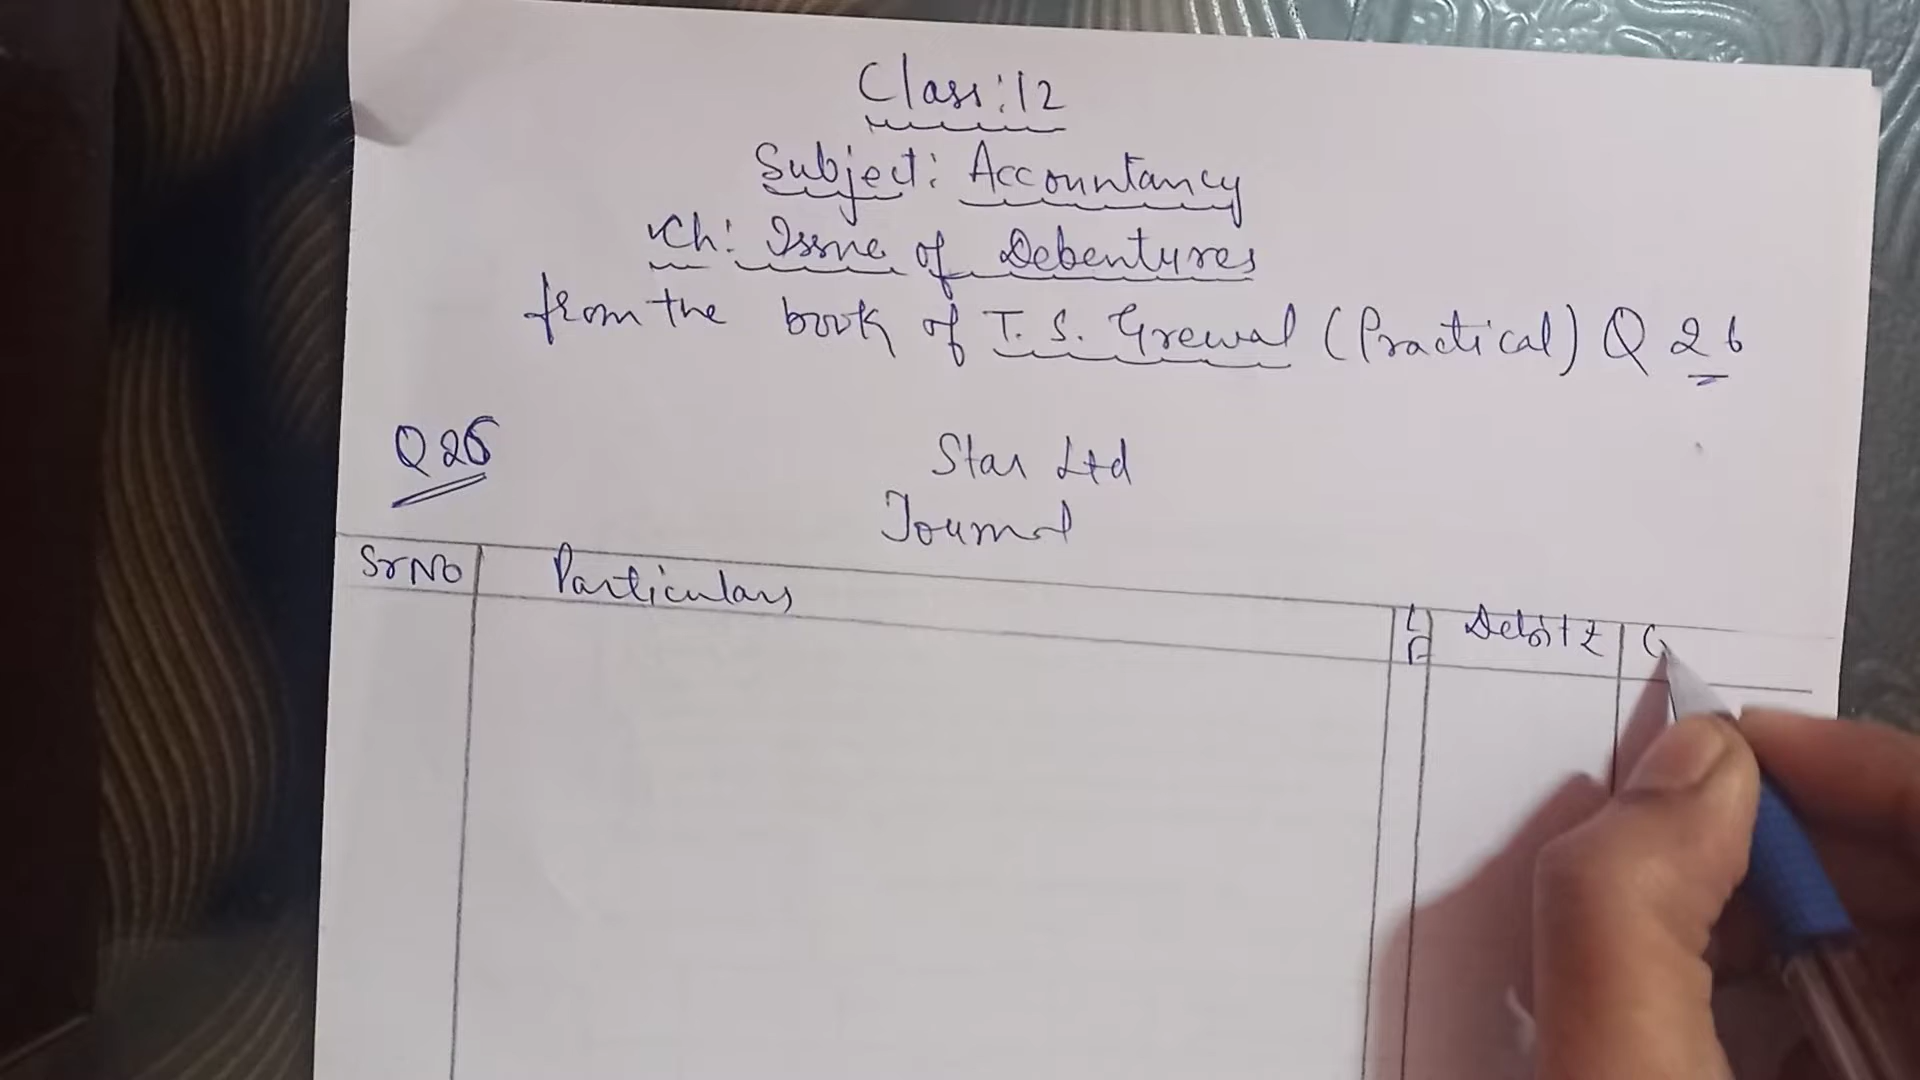 Class: 12
Subject: Accountancy
Ch: Issue of Debentures
from the book of T. S. Grewal (Practical) Q 26
Q 26
Star Ltd
Journal
Sr No Particulars LF Debit ₹ C